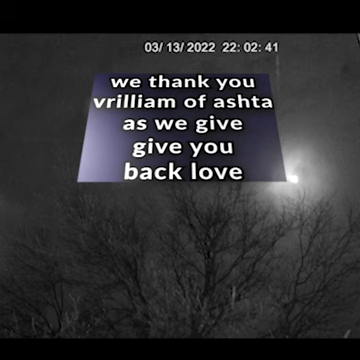 03/13/2022 22:02:41
we thank you
vrilliam of ashta
as we give
give you
back love